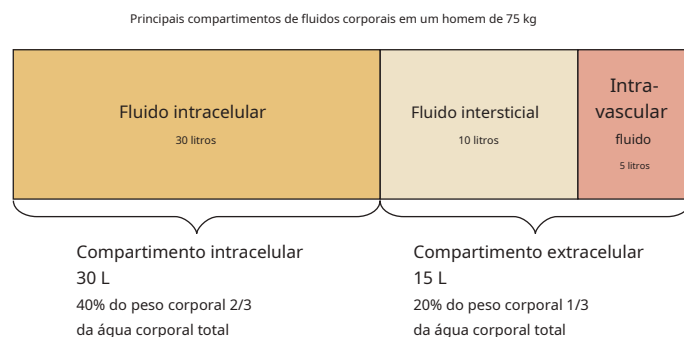 Principais compartimentos de fluidos corporais em um homem de 75 kg
Fluido intracelular
30 litros
Fluido intersticial
10 litros
Intra-
vascular
fluido
5 litros
Compartimento intracelular
30 L
40% do peso corporal 2/3
da água corporal total
Compartimento extracelular
15 L
20% do peso corporal 1/3
da água corporal total